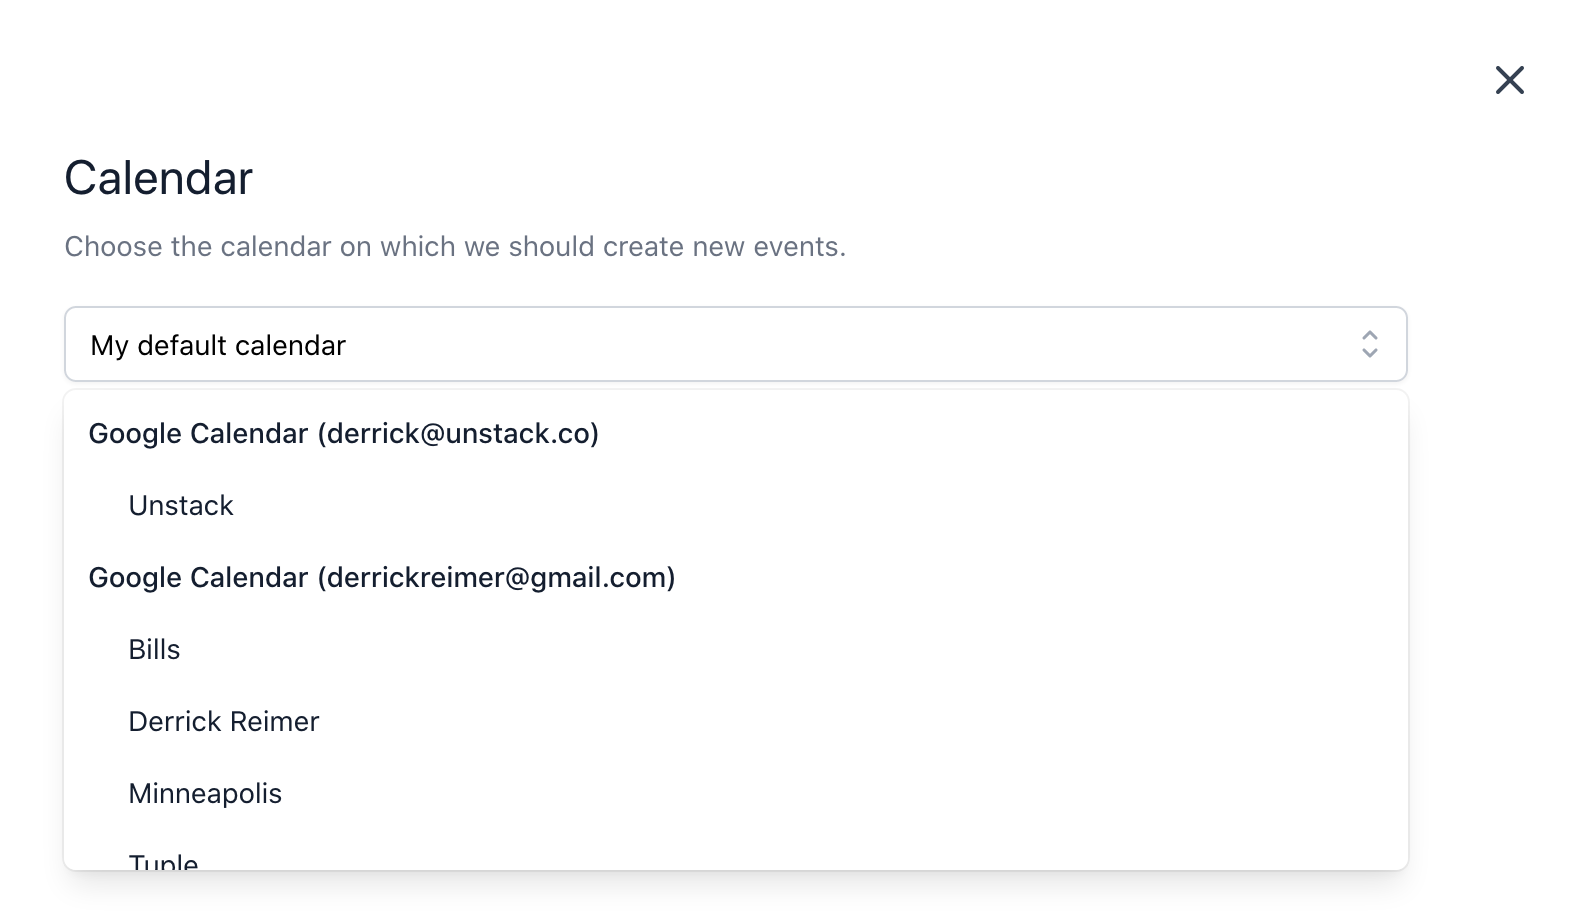 Calendar
Choose the calendar on which we should create new events.
My default calendar
Google Calendar (derrick@unstack.co)
Unstack
Google Calendar (derrickreimer@gmail.com)
Bills
Derrick Reimer
Minneapolis
Tuple